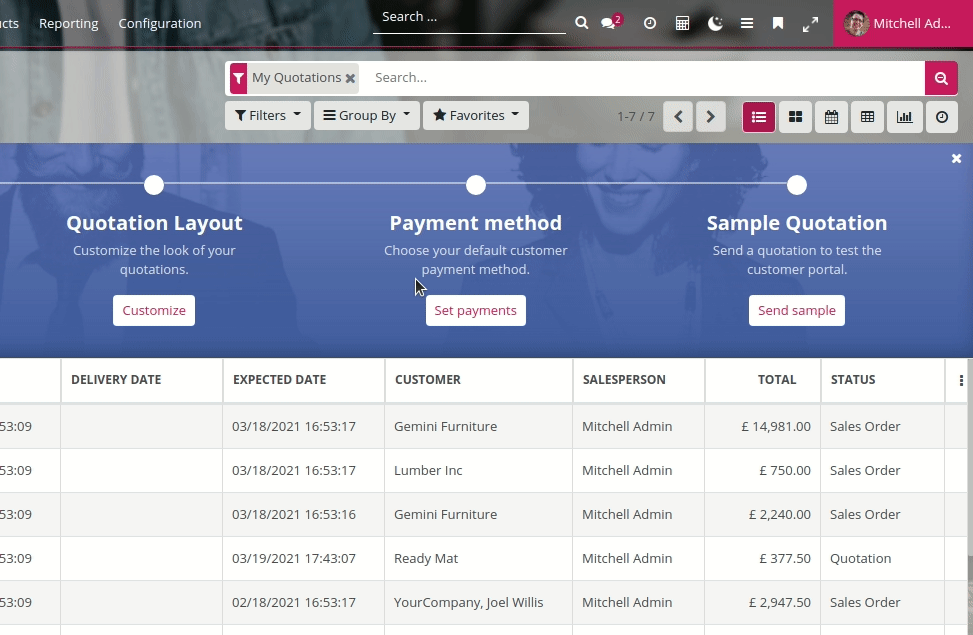 cts Reporting Configuration Search ... 2 Mitchell Ad...
My Quotations Search...
Filters Group By Favorites 1-7 / 7
Quotation Layout Payment method Sample Quotation
Customize the look of your quotations.
Choose your default customer payment method.
Send a quotation to test the customer portal.
Customize Set payments Send sample
DELIVERY DATE EXPECTED DATE CUSTOMER SALESPERSON TOTAL STATUS
53:09 03/18/2021 16:53:17 Gemini Furniture Mitchell Admin £ 14,981.00 Sales Order
53:09 03/18/2021 16:53:17 Lumber Inc Mitchell Admin £ 750.00 Sales Order
53:09 03/18/2021 16:53:16 Gemini Furniture Mitchell Admin £ 2,240.00 Sales Order
53:09 03/19/2021 17:43:07 Ready Mat Mitchell Admin £ 377.50 Quotation
53:09 02/18/2021 16:53:17 YourCompany, Joel Willis Mitchell Admin £ 2,947.50 Sales Order